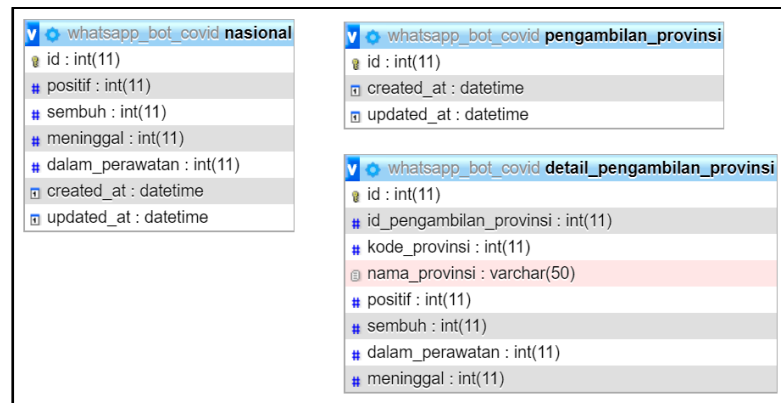 whatsapp_bot_covid nasional
id : int(11)
positif : int(11)
sembuh : int(11)
meninggal : int(11)
dalam_perawatan : int(11)
created_at : datetime
updated_at : datetime
whatsapp_bot_covid pengambilan_provinsi
id : int(11)
created_at : datetime
updated_at : datetime
whatsapp_bot_covid detail_pengambilan_provinsi
id : int(11)
id_pengambilan_provinsi : int(11)
kode_provinsi : int(11)
nama_provinsi : varchar(50)
positif : int(11)
sembuh : int(11)
dalam_perawatan : int(11)
meninggal : int(11)